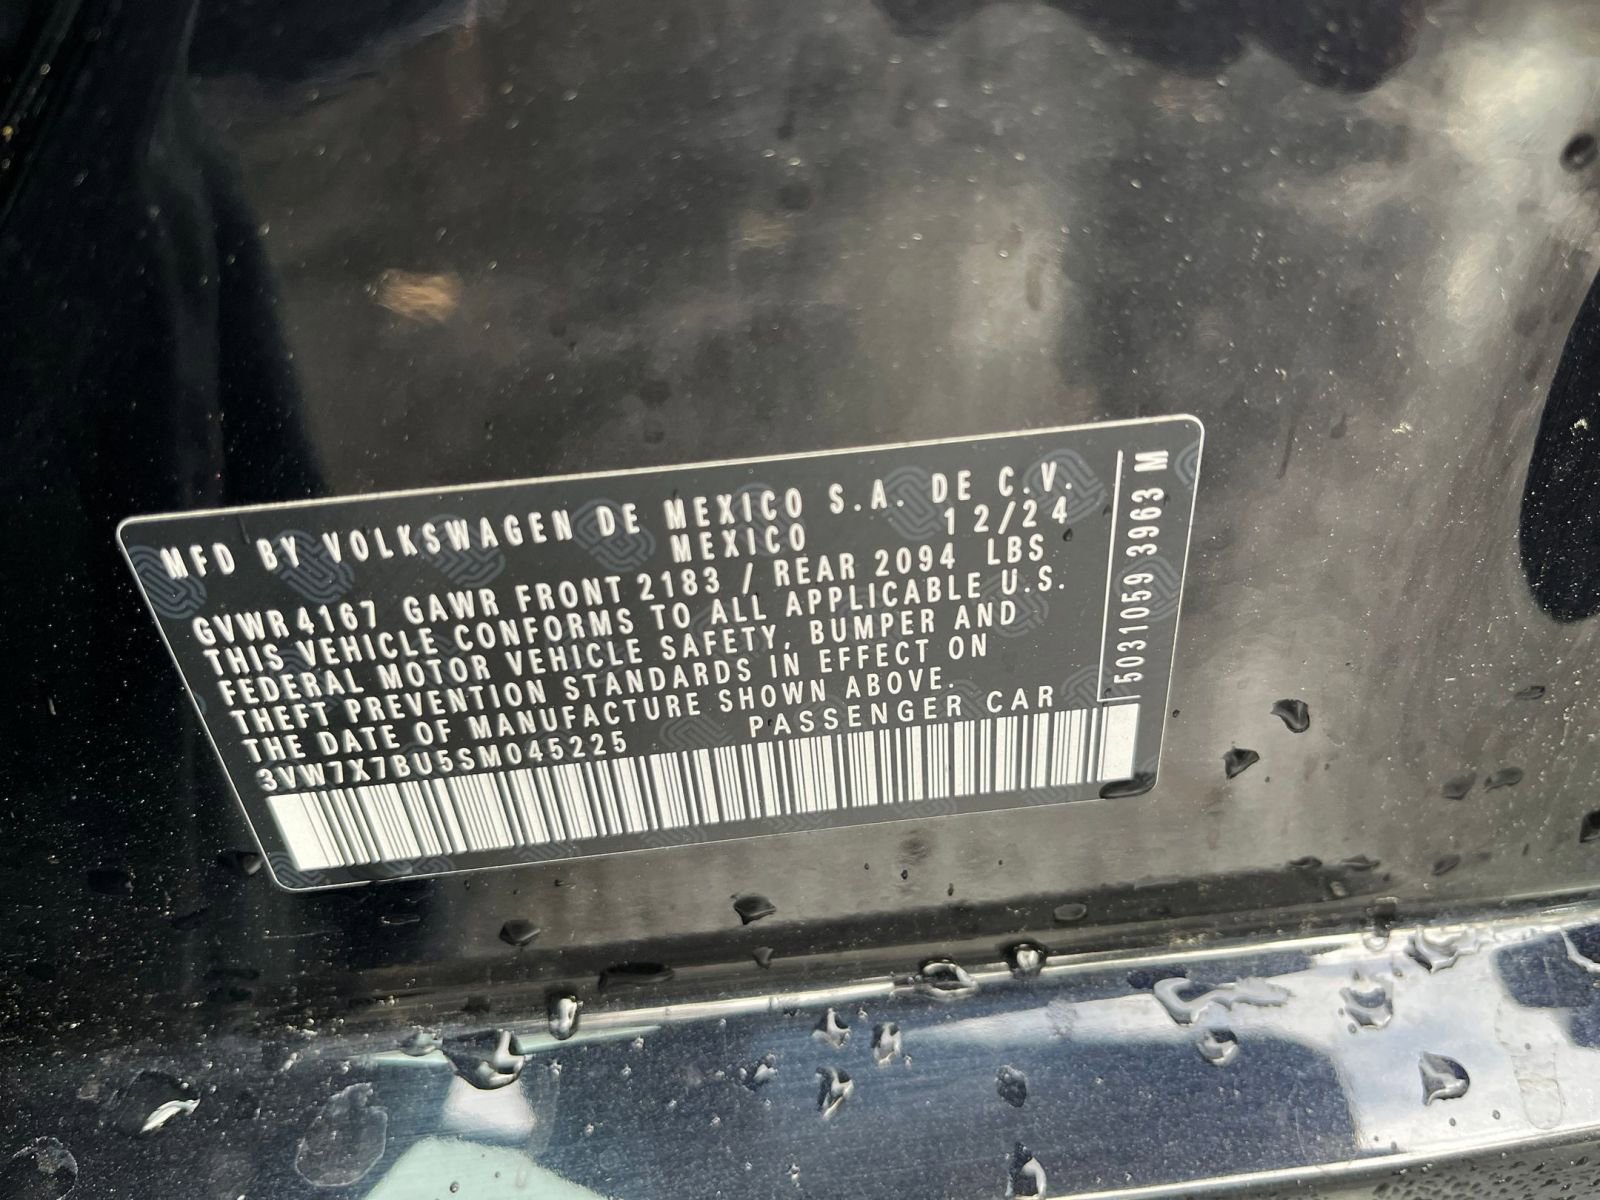 MFD BY VOLKSWAGEN DE MEXICO S.A. DE C.V.
MEXICO 12/24
GVWR 4167 GAWR FRONT 2183 / REAR 2094 LBS
THIS VEHICLE CONFORMS TO ALL APPLICABLE U.S.
FEDERAL MOTOR VEHICLE SAFETY, BUMPER AND
THEFT PREVENTION STANDARDS IN EFFECT ON
THE DATE OF MANUFACTURE SHOWN ABOVE.
3VW7X7BU5SM045225 PASSENGER CAR
5031059 3963 M